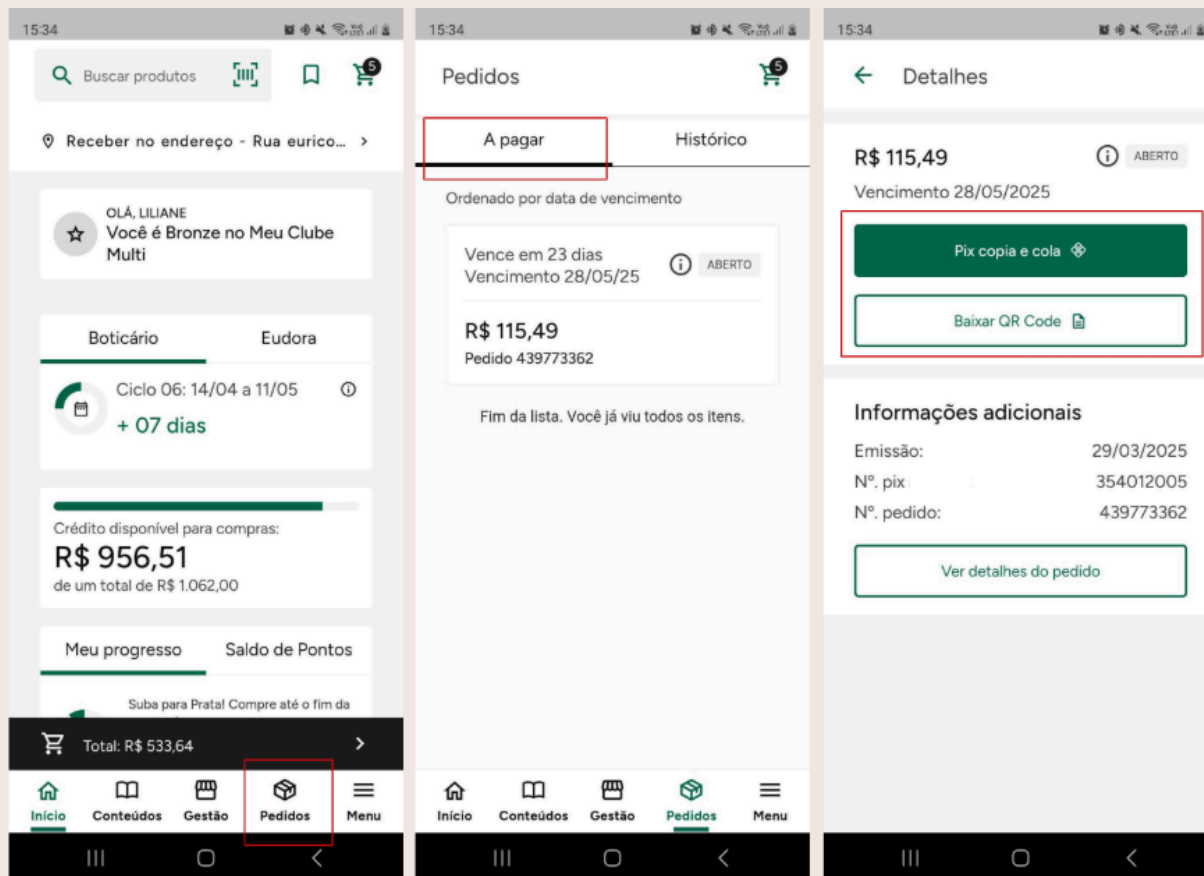 15:34
Buscar produtos
5
Receber no endereço - Rua eurico... >
OLÁ, LILIANE
Você é Bronze no Meu Clube
Multi
Boticário Eudora
Ciclo 06: 14/04 a 11/05
+ 07 dias
Crédito disponível para compras:
R$ 956,51
de um total de R$ 1.062,00
Meu progresso Saldo de Pontos
Suba para Prata! Compre até o fim da
Total: R$ 533,64 >
Início Conteúdos Gestão Pedidos Menu
15:34
Pedidos
5
A pagar Histórico
Ordenado por data de vencimento
Vence em 23 dias
Vencimento 28/05/25
ABERTO
R$ 115,49
Pedido 439773362
Fim da lista. Você já viu todos os itens.
Início Conteúdos Gestão Pedidos Menu
15:34
Detalhes
R$ 115,49
ABERTO
Vencimento 28/05/2025
Pix copia e cola
Baixar QR Code
Informações adicionais
Emissão: 29/03/2025
Nº. pix 354012005
Nº. pedido: 439773362
Ver detalhes do pedido